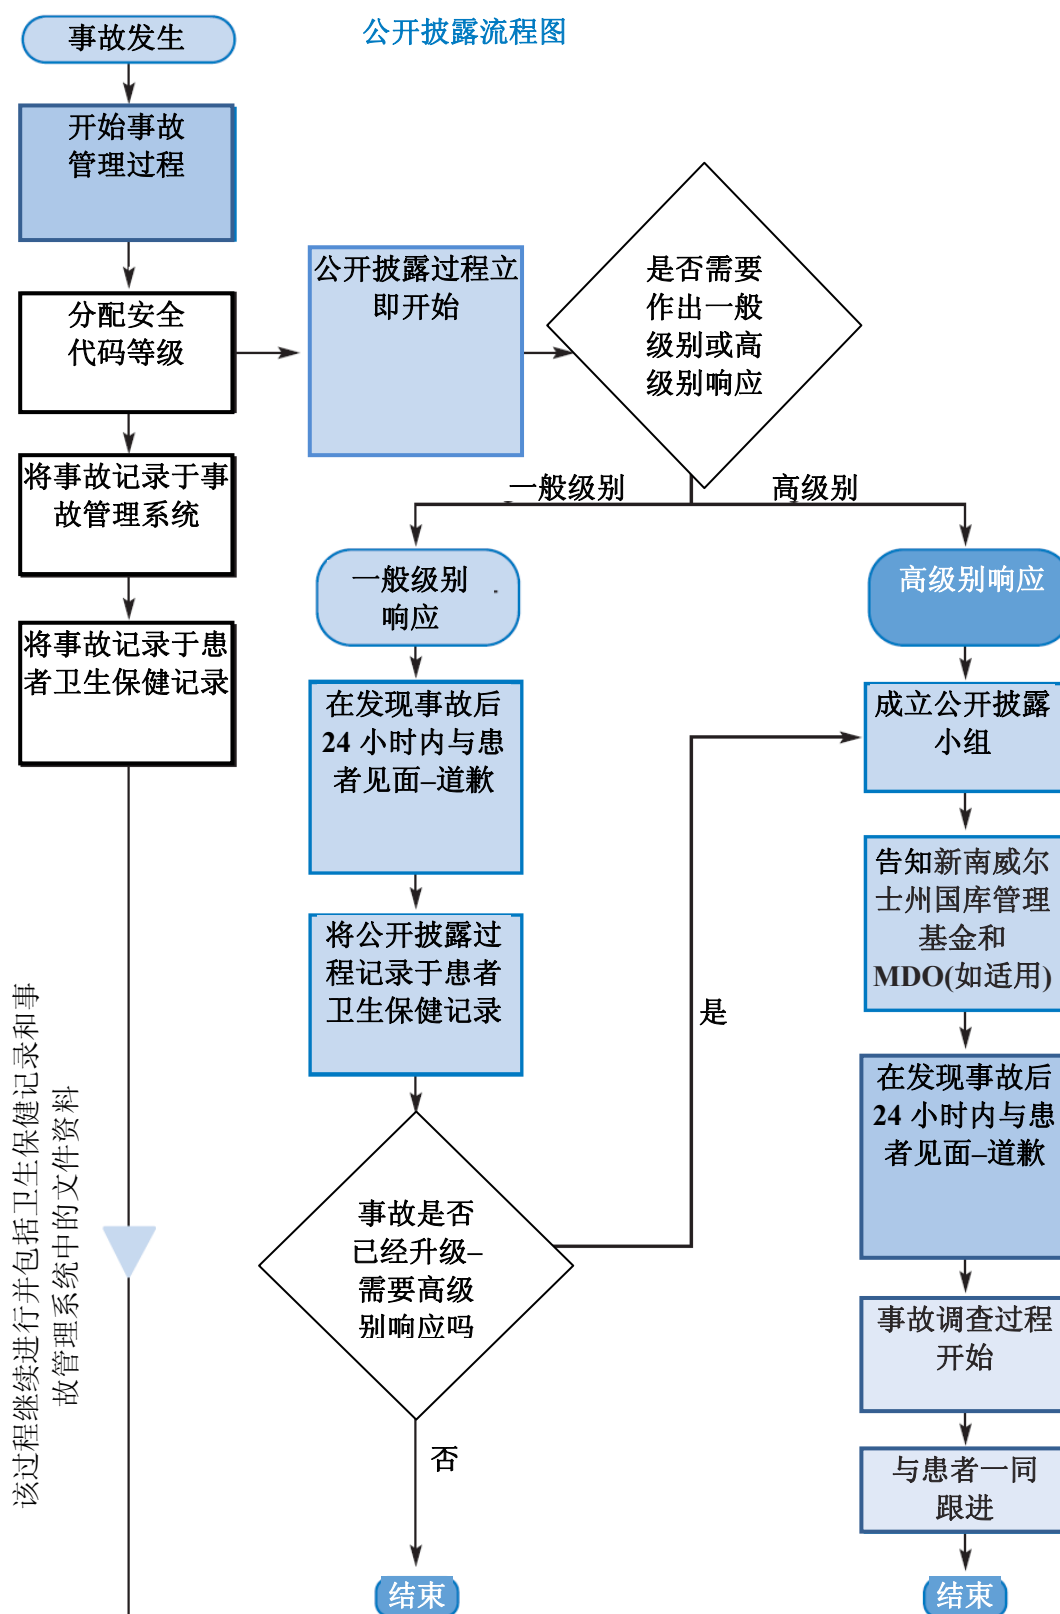 公开披露流程图
事故发生
开始事故
管理过程
分配安全
代码等级
将事故记录于事
故管理系统
将事故记录于患
者卫生保健记录
该过程继续进行并包括卫生保健记录和事
故管理系统中的文件资料
公开披露过程立
即开始
是否需要
作出一般
级别或高
级别响应
一般级别
高级别
一般级别
响应
在发现事故后
24 小时内与患
者见面–道歉
将公开披露过
程记录于患者
卫生保健记录
事故是否
已经升级–
需要高级
别响应吗
是
否
结束
高级别响应
成立公开披露
小组
告知新南威尔
士州国库管理
基金和
MDO(如适用)
在发现事故后
24 小时内与患
者见面–道歉
事故调查过程
开始
与患者一同
跟进
结束